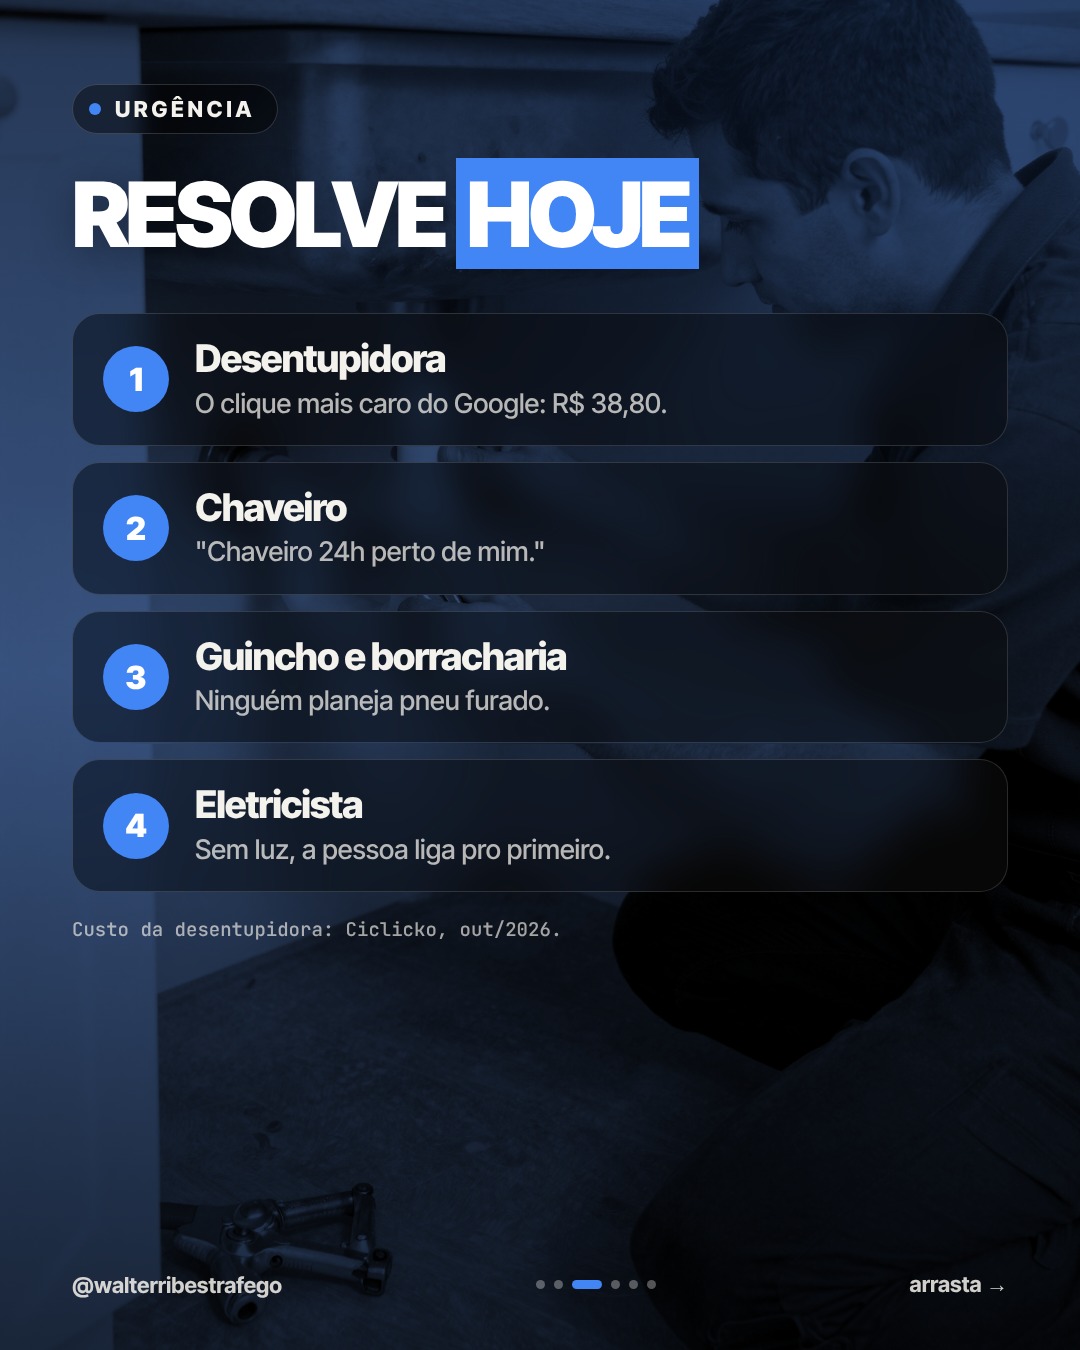 URGÊNCIA
RESOLVE HOJE
1
Desentupidora
O clique mais caro do Google: R$ 38,80.
2
Chaveiro
"Chaveiro 24h perto de mim."
3
Guincho e borracharia
Ninguém planeja pneu furado.
4
Eletricista
Sem luz, a pessoa liga pro primeiro.
Custo da desentupidora: Ciclicko, out/2026.
@walterribestrafego
arrasta →